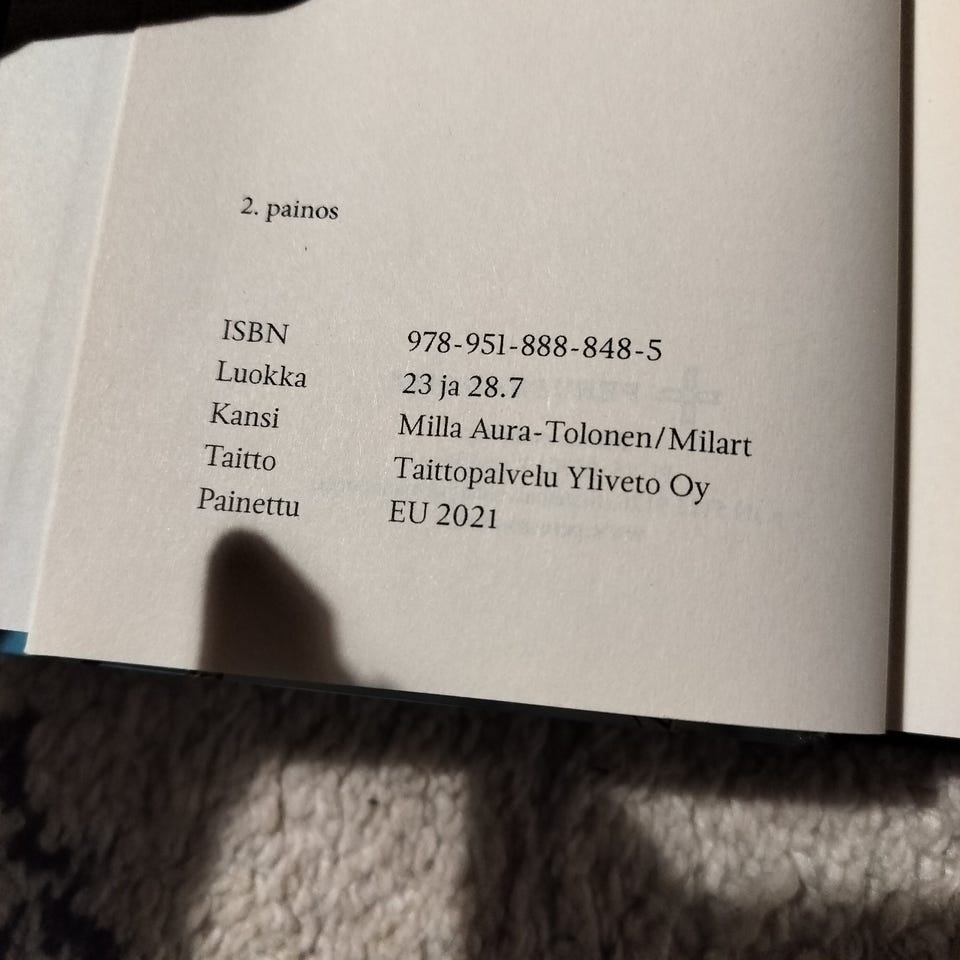 2. painos
ISBN 978-951-888-848-5
Luokka 23 ja 28.7
Kansi Milla Aura-Tolonen/Milart
Taitto Taittopalvelu Yliveto Oy
Painettu EU 2021